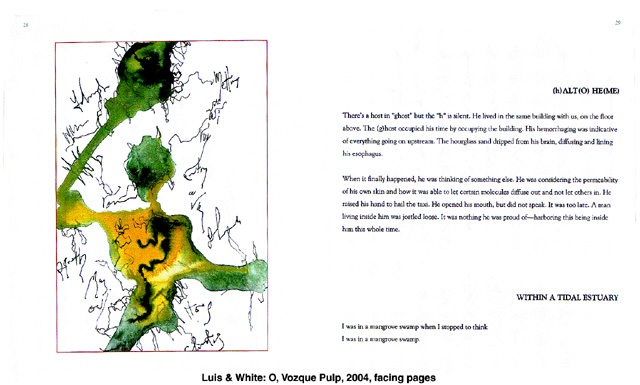 28
29
(h)ALT(O) HE(ME)
There's a host in "ghost" but the "h" is silent. He lived in the same building with us, on the floor
above. The (g)host occupied his time by occupying the building. His hemorrhaging was indicative
of everything going on upstream. The hourglass sand dripped from his brain, diffusing and lining
his esophagus.
When it finally happened, he was thinking of something else. He was considering the permeability
of his own skin and how it was able to let certain molecules diffuse out and not let others in. He
raised his hand to hail the taxi. He opened his mouth, but did not speak. It was too late. A man
living inside him was jostled loose. It was nothing he was proud of—harboring this being inside
him this whole time.
WITHIN A TIDAL ESTUARY
I was in a mangrove swamp when I stopped to think
I was in a mangrove swamp.
Luis & White: O, Vozque Pulp, 2004, facing pages